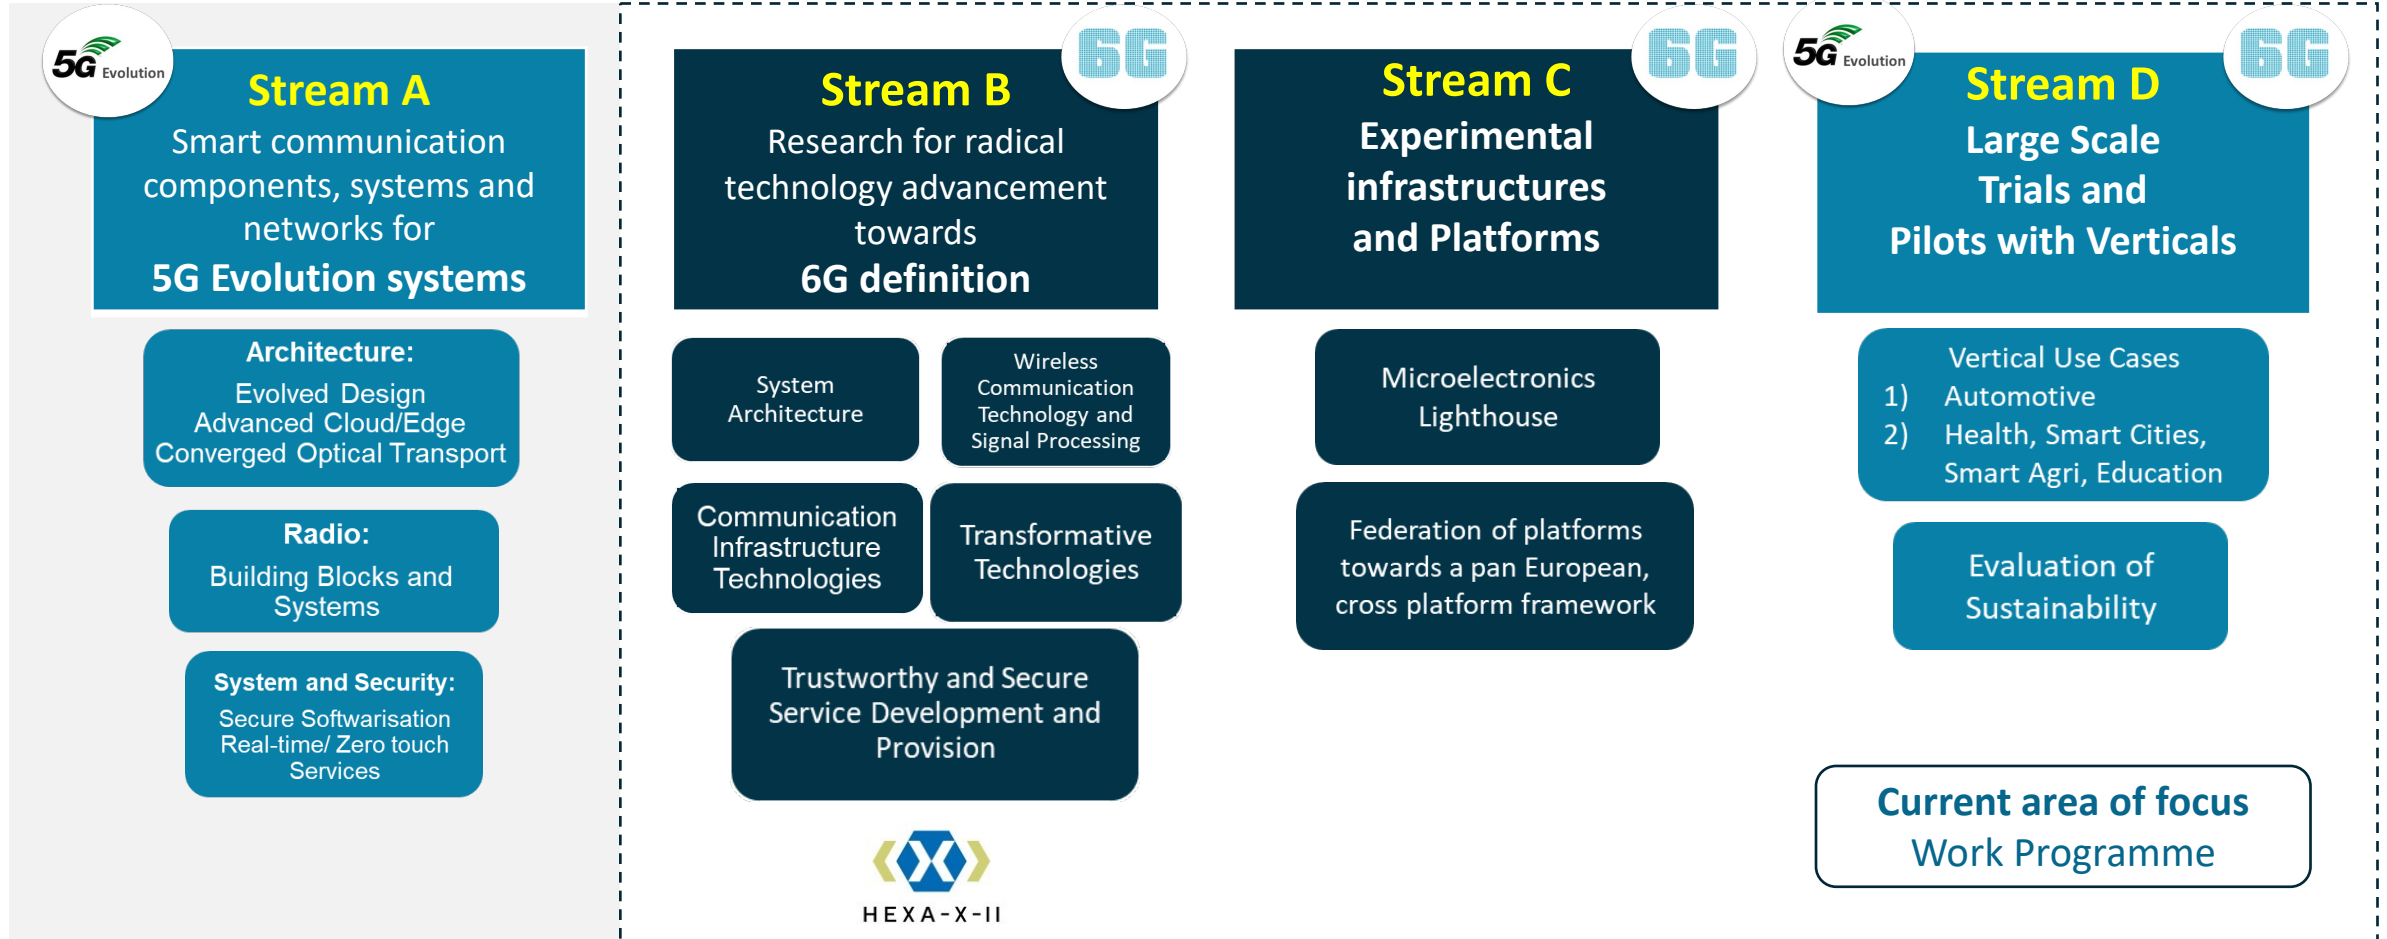 5G Evolution
Stream A
Smart communication
components, systems and
networks for
5G Evolution systems
Architecture:
Evolved Design
Advanced Cloud/Edge
Converged Optical Transport
Radio:
Building Blocks and
Systems
System and Security:
Secure Softwarisation
Real-time/ Zero touch
Services
6G
Stream B
Research for radical
technology advancement
towards
6G definition
System
Architecture
Wireless
Communication
Technology and
Signal Processing
Communication
Infrastructure
Technologies
Transformative
Technologies
Trustworthy and Secure
Service Development and
Provision
HEXA-X-II
6G
Stream C
Experimental
infrastructures
and Platforms
Microelectronics
Lighthouse
Federation of platforms
towards a pan European,
cross platform framework
5G Evolution
6G
Stream D
Large Scale
Trials and
Pilots with Verticals
Vertical Use Cases
1) Automotive
2) Health, Smart Cities,
Smart Agri, Education
Evaluation of
Sustainability
Current area of focus
Work Programme